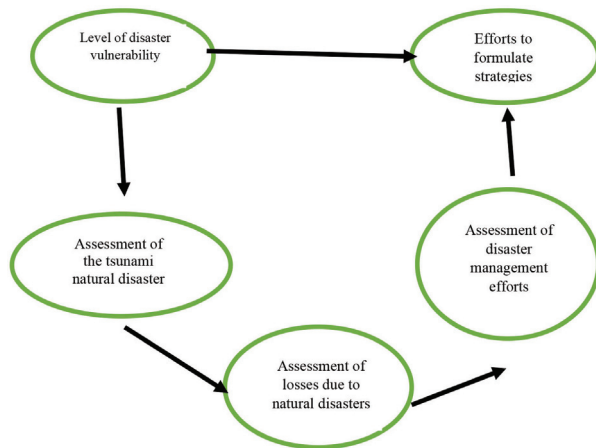 Level of disaster
vulnerability
Efforts to
formulate
strategies
Assessment of
the tsunami
natural disaster
Assessment of
disaster
management
efforts
Assessment of
losses due to
natural disasters